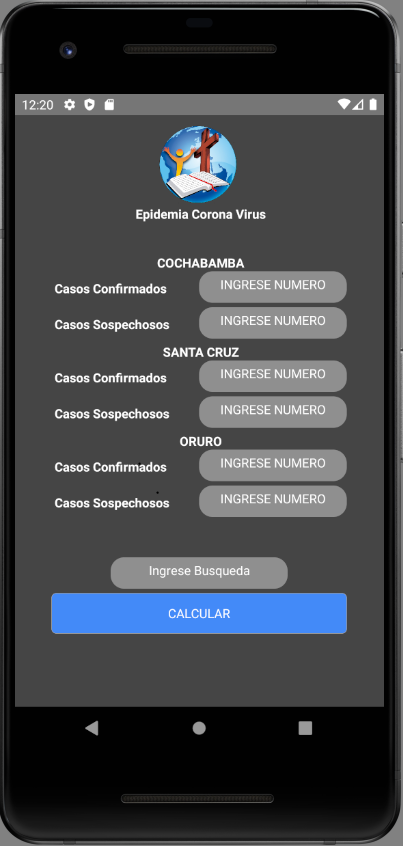 12:20
Epidemia Corona Virus
COCHABAMBA
Casos Confirmados INGRESE NUMERO
Casos Sospechosos INGRESE NUMERO
SANTA CRUZ
Casos Confirmados INGRESE NUMERO
Casos Sospechosos INGRESE NUMERO
ORURO
Casos Confirmados INGRESE NUMERO
Casos Sospechosos INGRESE NUMERO
Ingrese Busqueda
CALCULAR